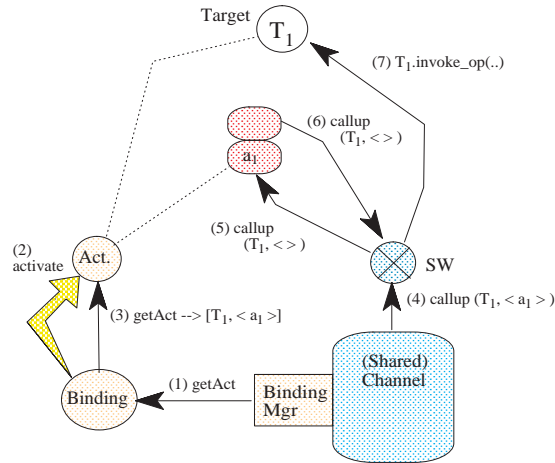 Target
T1
(7) T1.invoke_op(..)
(6) callup
(T1, < > )
a1
(5) callup
(T1, < > )
(2)
activate
Act.
SW
(3) getAct --> [T1, < a1 >]
(4) callup (T1, < a1 > )
(Shared)
Channel
(1) getAct
Binding
Binding
Mgr